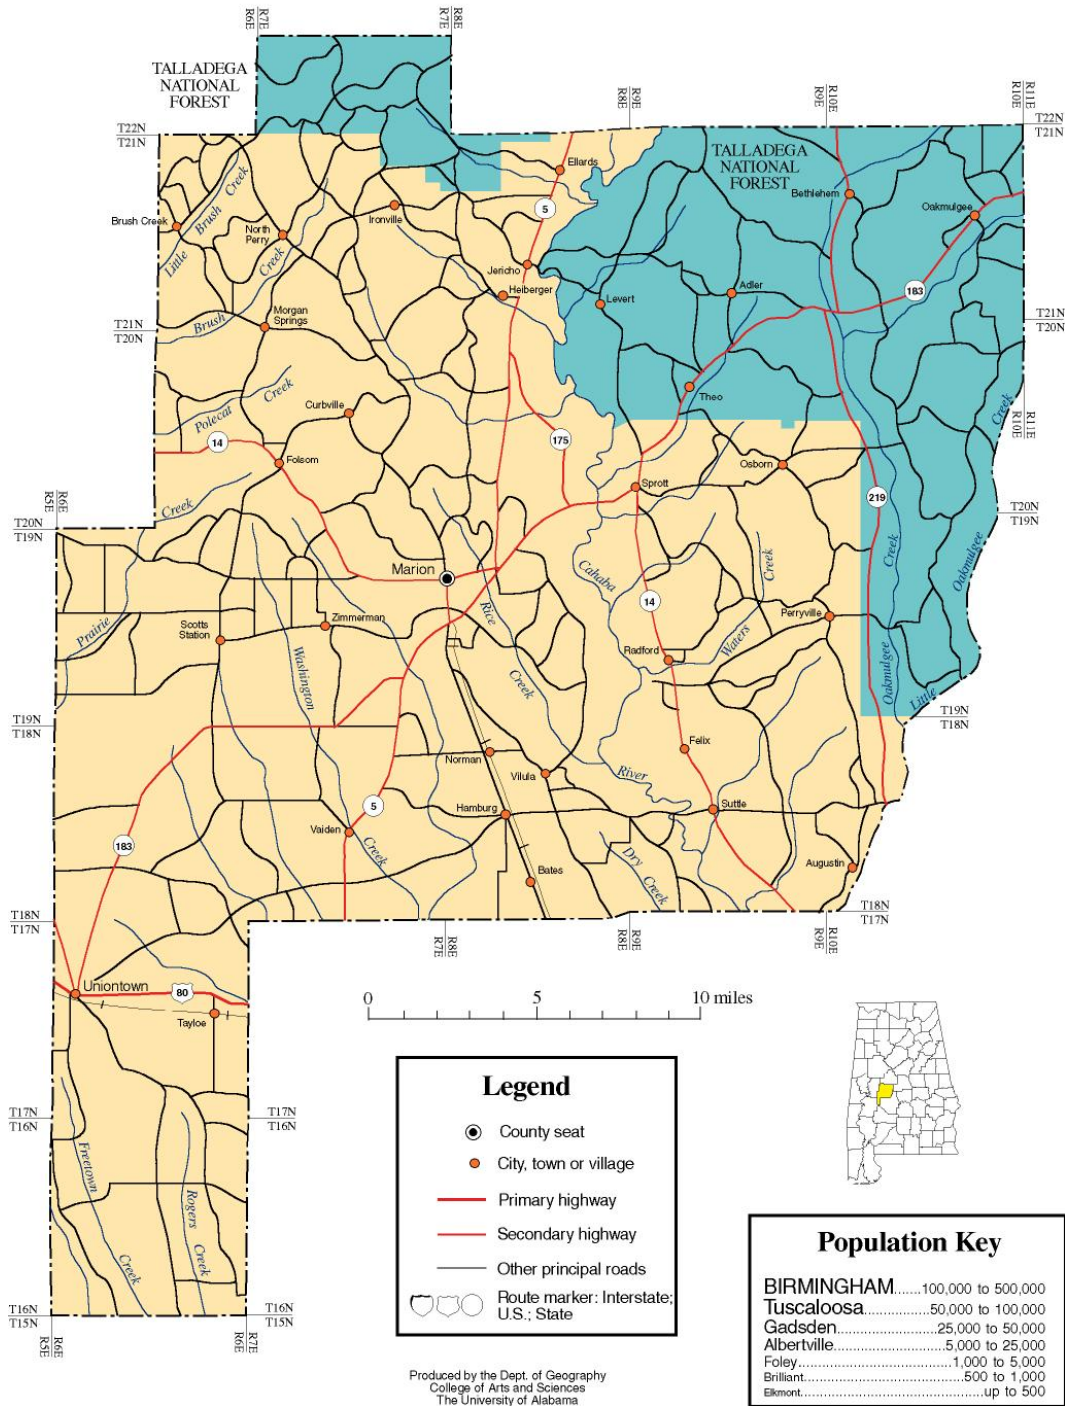 R6E
R7E
R7E
R8E
TALLADEGA
NATIONAL
FOREST
R8E
R9E
R9E
R10E
R10E
R11E
T22N
T21N
T22N
T21N
Ellards
TALLADEGA
NATIONAL
FOREST
Bethlehem
Oakmulgee
Brush Creek
Little Brush Creek
North
Perry
Ironville
5
Brush Creek
Jericho
Heiberger
Levert
Adler
183
Morgan
Springs
T21N
T20N
T21N
T20N
Polecat Creek
Curbville
Theo
Creek
R10E
R11E
14
Folsom
175
Osborn
Sprott
219
R5E
R6E
Creek
T20N
T19N
T20N
T19N
Marion
Cahaba
Creek
Creek
Oakmulgee
Prairie
Scotts
Station
Zimmerman
Rice
14
Perryville
Washington
Creek
Radford
Waters
Oakmulgee
Little
T19N
T18N
T19N
T18N
Norman
Vilula
Felix
River
183
5
Vaiden
Hamburg
Suttle
Creek
Bates
Dry
Creek
Augustin
T18N
T17N
T18N
T17N
R7E
R8E
R8E
R9E
R9E
R10E
Uniontown
80
Tayloe
0 5 10 miles
T17N
T16N
T17N
T16N
Freetown
Creek
Rogers
Creek
T16N
T15N
T16N
T15N
R5E
R6E
R6E
R7E
Legend
County seat
City, town or village
Primary highway
Secondary highway
Other principal roads
Route marker: Interstate;
U.S.; State
Population Key
BIRMINGHAM.......100,000 to 500,000
Tuscaloosa................50,000 to 100,000
Gadsden......................25,000 to 50,000
Albertville.......................5,000 to 25,000
Foley..............................1,000 to 5,000
Brilliant..............................500 to 1,000
Elkmont..................................up to 500
Produced by the Dept. of Geography
College of Arts and Sciences
The University of Alabama